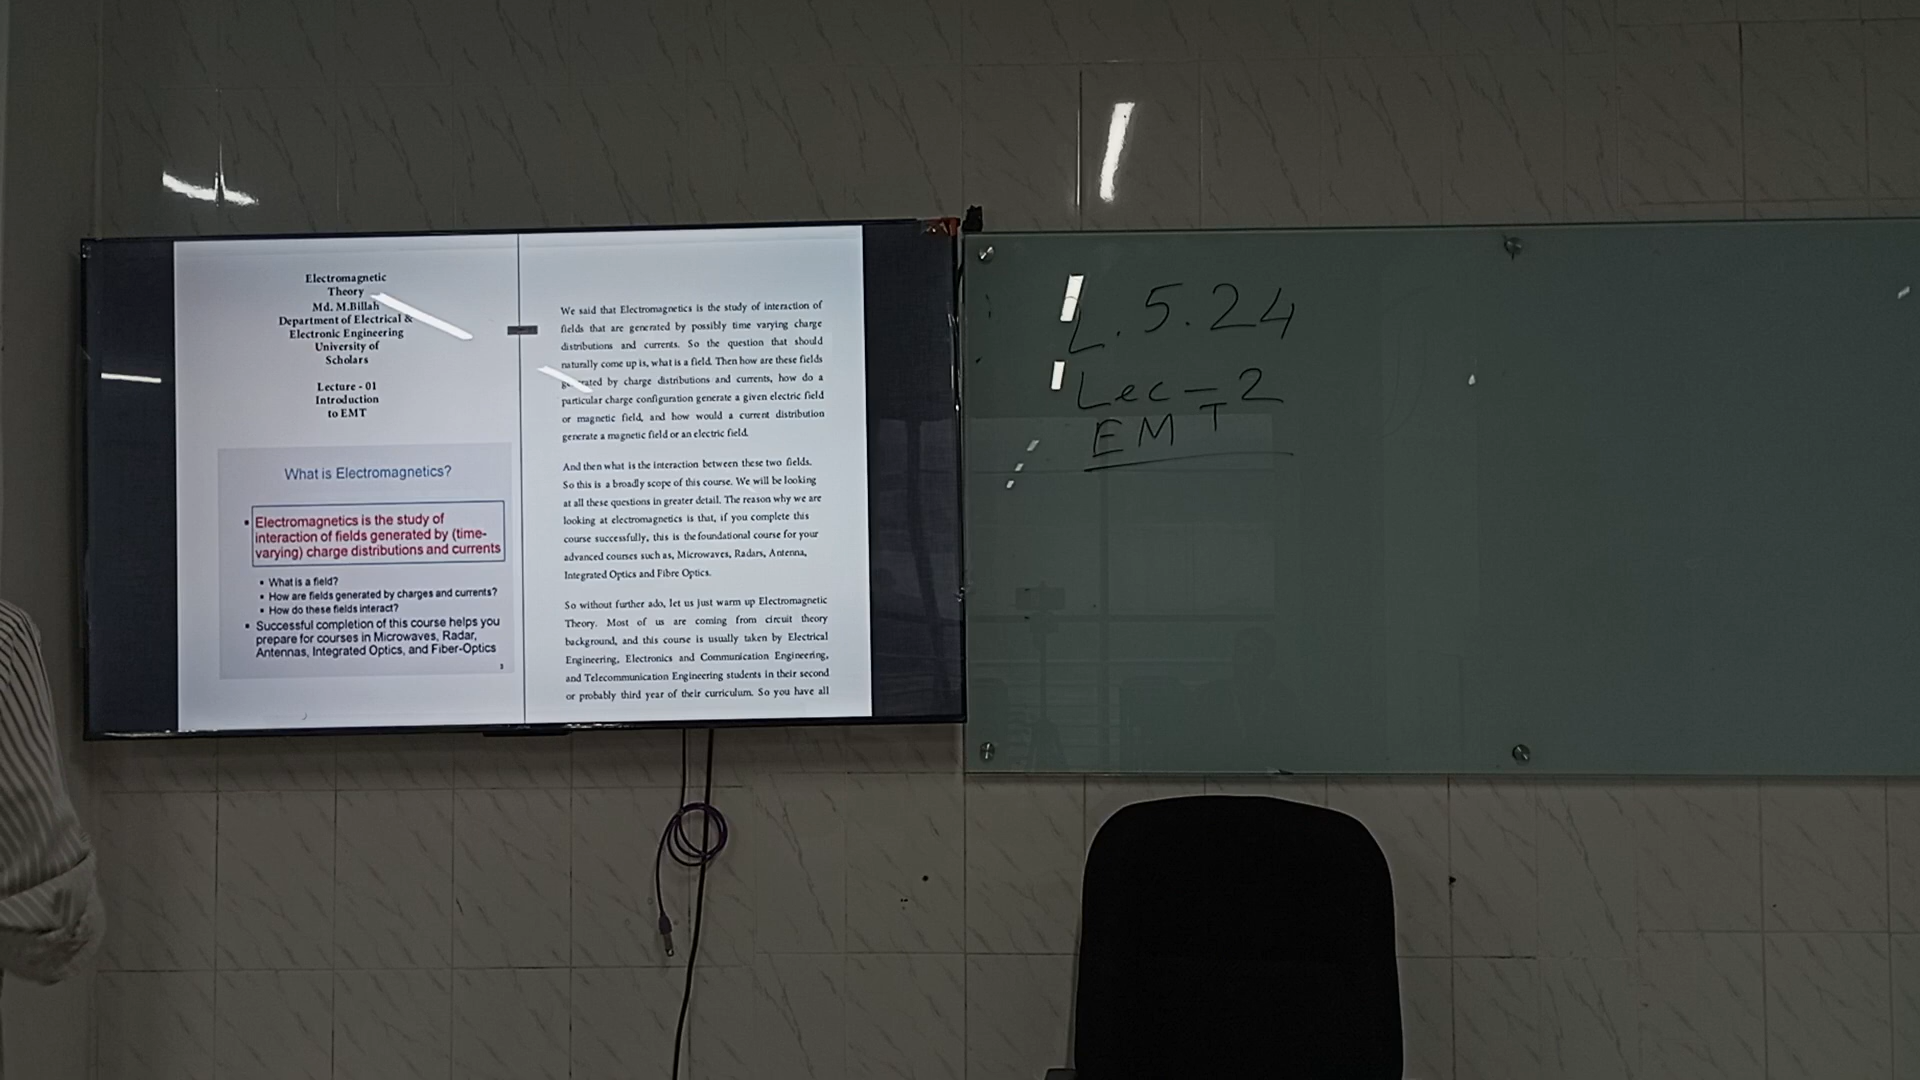 Electromagnetic
Theory
Md. M.Billah
Department of Electrical &
Electronic Engineering
University of
Scholars
Lecture - 01
Introduction
to EMT
What is Electromagnetics?
▪ Electromagnetics is the study of
interaction of fields generated by (time-
varying) charge distributions and currents
▪ What is a field?
▪ How are fields generated by charges and currents?
▪ How do these fields interact?
▪ Successful completion of this course helps you
prepare for courses in Microwaves, Radar,
Antennas, Integrated Optics, and Fiber-Optics
3
We said that Electromagnetics is the study of interaction of
fields that are generated by possibly time varying charge
distributions and currents. So the question that should
naturally come up is, what is a field. Then how are these fields
generated by charge distributions and currents, how do a
particular charge configuration generate a given electric field
or magnetic field, and how would a current distribution
generate a magnetic field or an electric field.
And then what is the interaction between these two fields.
So this is a broadly scope of this course. We will be looking
at all these questions in greater detail. The reason why we are
looking at electromagnetics is that, if you complete this
course successfully, this is the foundational course for your
advanced courses such as, Microwaves, Radars, Antenna,
Integrated Optics and Fibre Optics.
So without further ado, let us just warm up Electromagnetic
Theory. Most of us are coming from circuit theory
background, and this course is usually taken by Electrical
Engineering, Electronics and Communication Engineering,
and Telecommunication Engineering students in their second
or probably third year of their curriculum. So you have all
.5.24
Lec-2
EMT